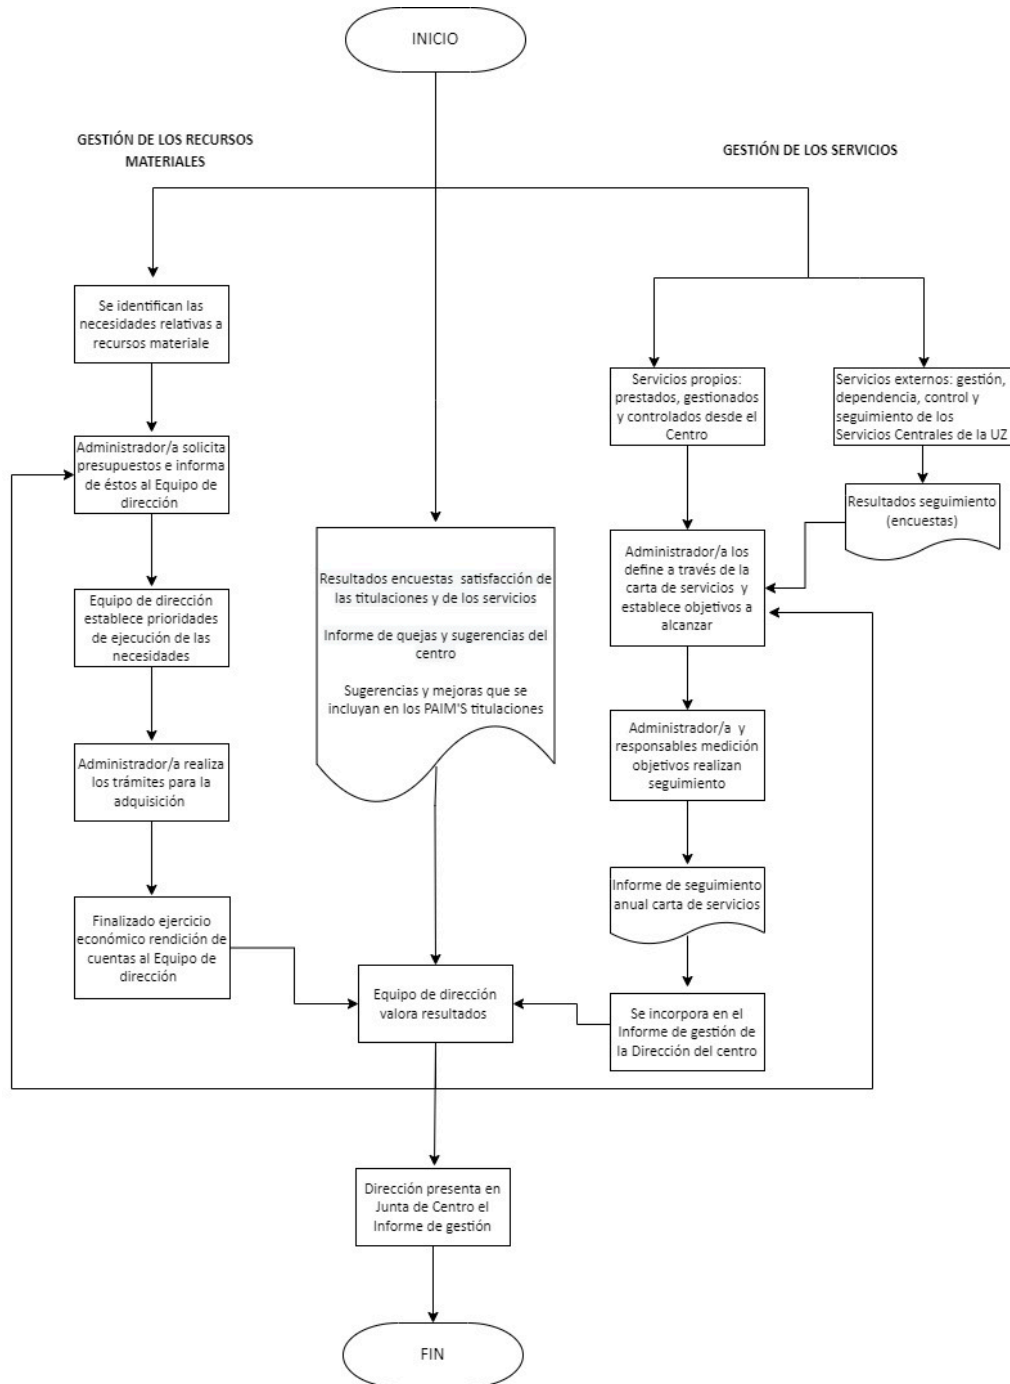 INICIO
GESTIÓN DE LOS RECURSOS
MATERIALES
GESTIÓN DE LOS SERVICIOS
Se identifican las
necesidades relativas a
recursos materiale
Administrador/a solicita
presupuestos e informa
de éstos al Equipo de
dirección
Equipo de dirección
establece prioridades
de ejecución de las
necesidades
Administrador/a realiza
los trámites para la
adquisición
Finalizado ejercicio
económico rendición de
cuentas al Equipo de
dirección
Resultados encuestas satisfacción de
las titulaciones y de los servicios
Informe de quejas y sugerencias del
centro
Sugerencias y mejoras que se
incluyan en los PAIM'S titulaciones
Servicios propios:
prestados, gestionados
y controlados desde el
Centro
Servicios externos: gestión,
dependencia, control y
seguimiento de los
Servicios Centrales de la UZ
Resultados seguimiento
(encuestas)
Administrador/a los
define a través de la
carta de servicios y
establece objetivos a
alcanzar
Administrador/a y
responsables medición
objetivos realizan
seguimiento
Informe de seguimiento
anual carta de servicios
Se incorpora en el
Informe de gestión de
la Dirección del centro
Equipo de dirección
valora resultados
Dirección presenta en
Junta de Centro el
Informe de gestión
FIN